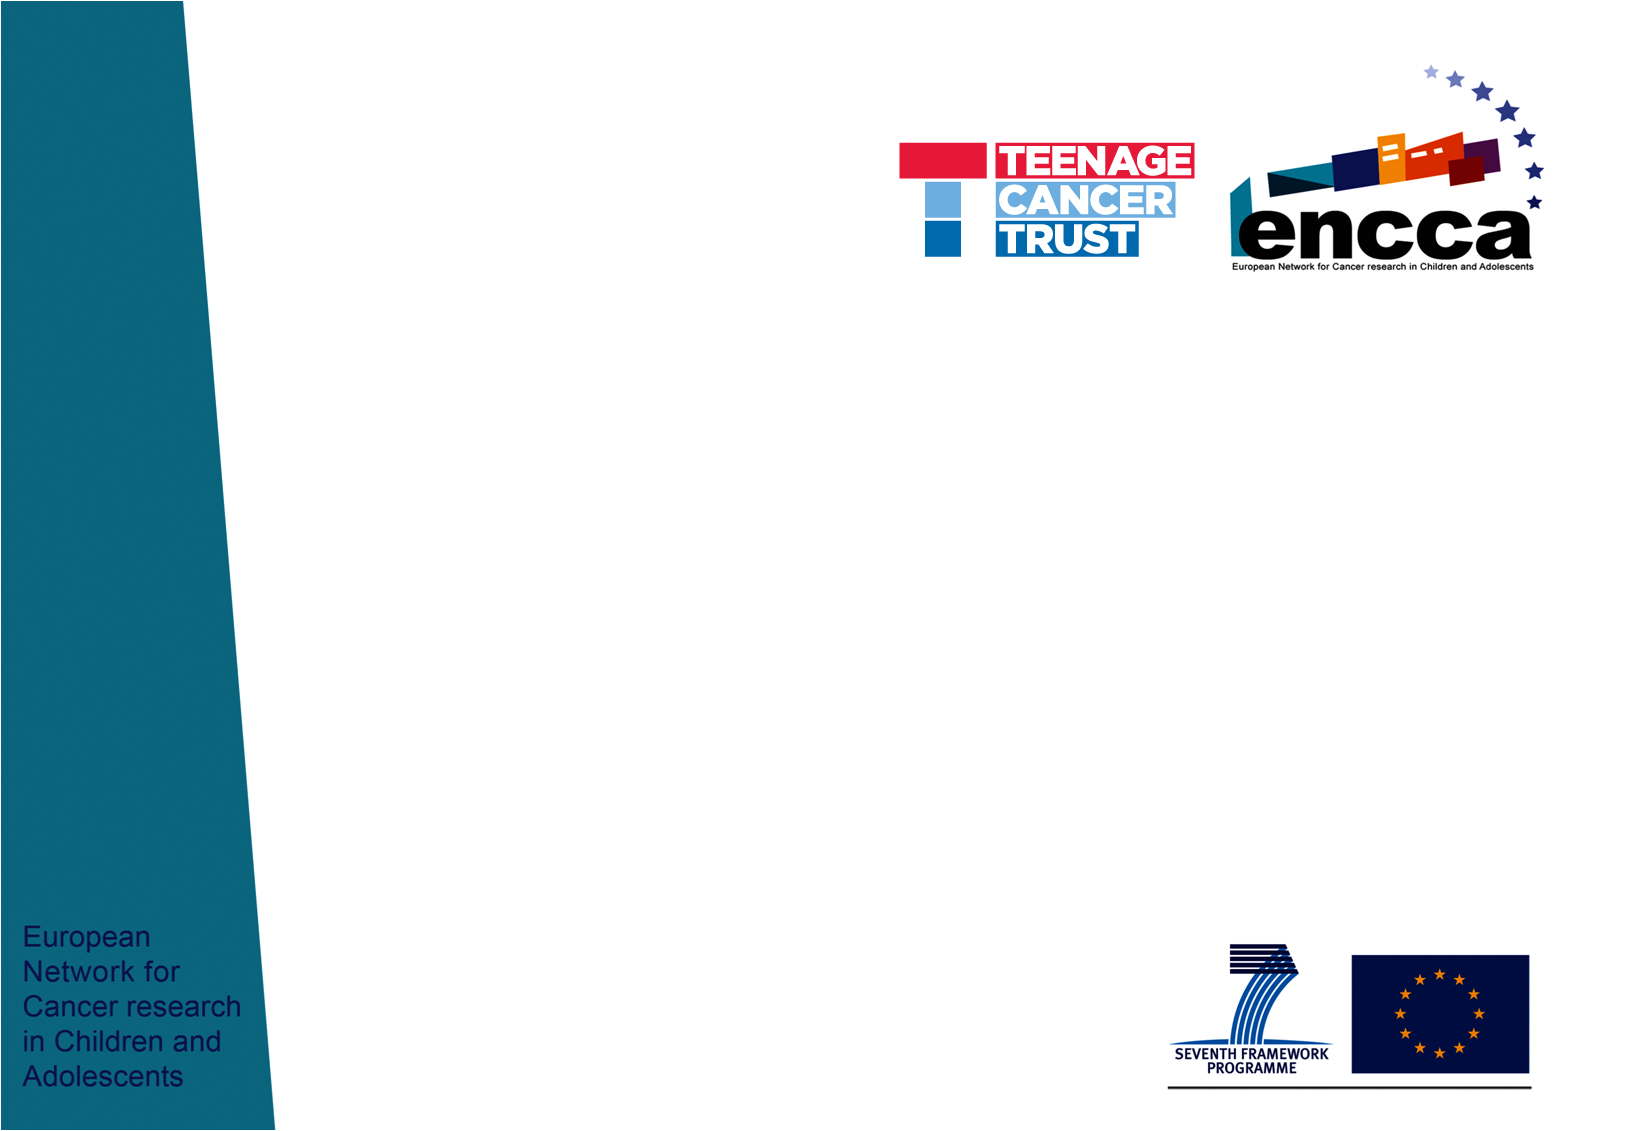 TEENAGE
CANCER
TRUST
encca
European Network for Cancer research in Children and Adolescents
European
Network for
Cancer research
in Children and
Adolescents
SEVENTH FRAMEWORK
PROGRAMME